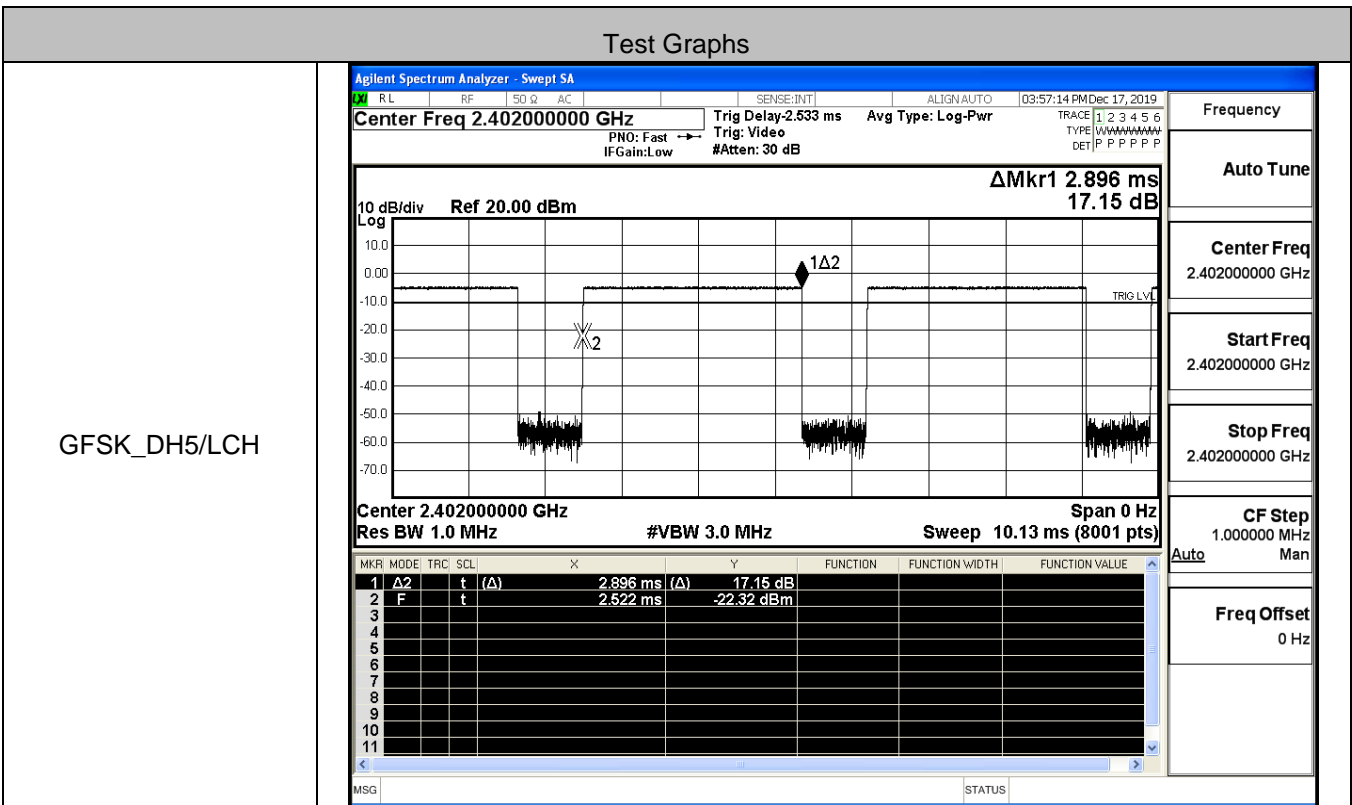 Test Graphs
GFSK_DH5/LCH
Agilent Spectrum Analyzer - Swept SA
LXI RL RF 50 Ω AC SENSE:INT ALIGN AUTO 03:57:14 PM Dec 17, 2019
Center Freq 2.402000000 GHz
PNO: Fast
IFGain:Low
Trig Delay-2.533 ms
Trig: Video
#Atten: 30 dB
Avg Type: Log-Pwr
TRACE 1 2 3 4 5 6
TYPE WWWWWW
DET P P P P P P
ΔMkr1 2.896 ms
17.15 dB
10 dB/div Ref 20.00 dBm
Log
10.0
0.00
-10.0
-20.0
-30.0
-40.0
-50.0
-60.0
-70.0
1Δ2
2
TRIG LVL
Center 2.402000000 GHz Span 0 Hz
Res BW 1.0 MHz #VBW 3.0 MHz Sweep 10.13 ms (8001 pts)
MKR MODE TRC SCL X Y FUNCTION FUNCTION WIDTH FUNCTION VALUE
1 Δ2 t (Δ) 2.896 ms (Δ) 17.15 dB
2 F t 2.522 ms -22.32 dBm
3
4
5
6
7
8
9
10
11
MSG STATUS
Frequency
Auto Tune
Center Freq
2.402000000 GHz
Start Freq
2.402000000 GHz
Stop Freq
2.402000000 GHz
CF Step
1.000000 MHz
Auto Man
Freq Offset
0 Hz